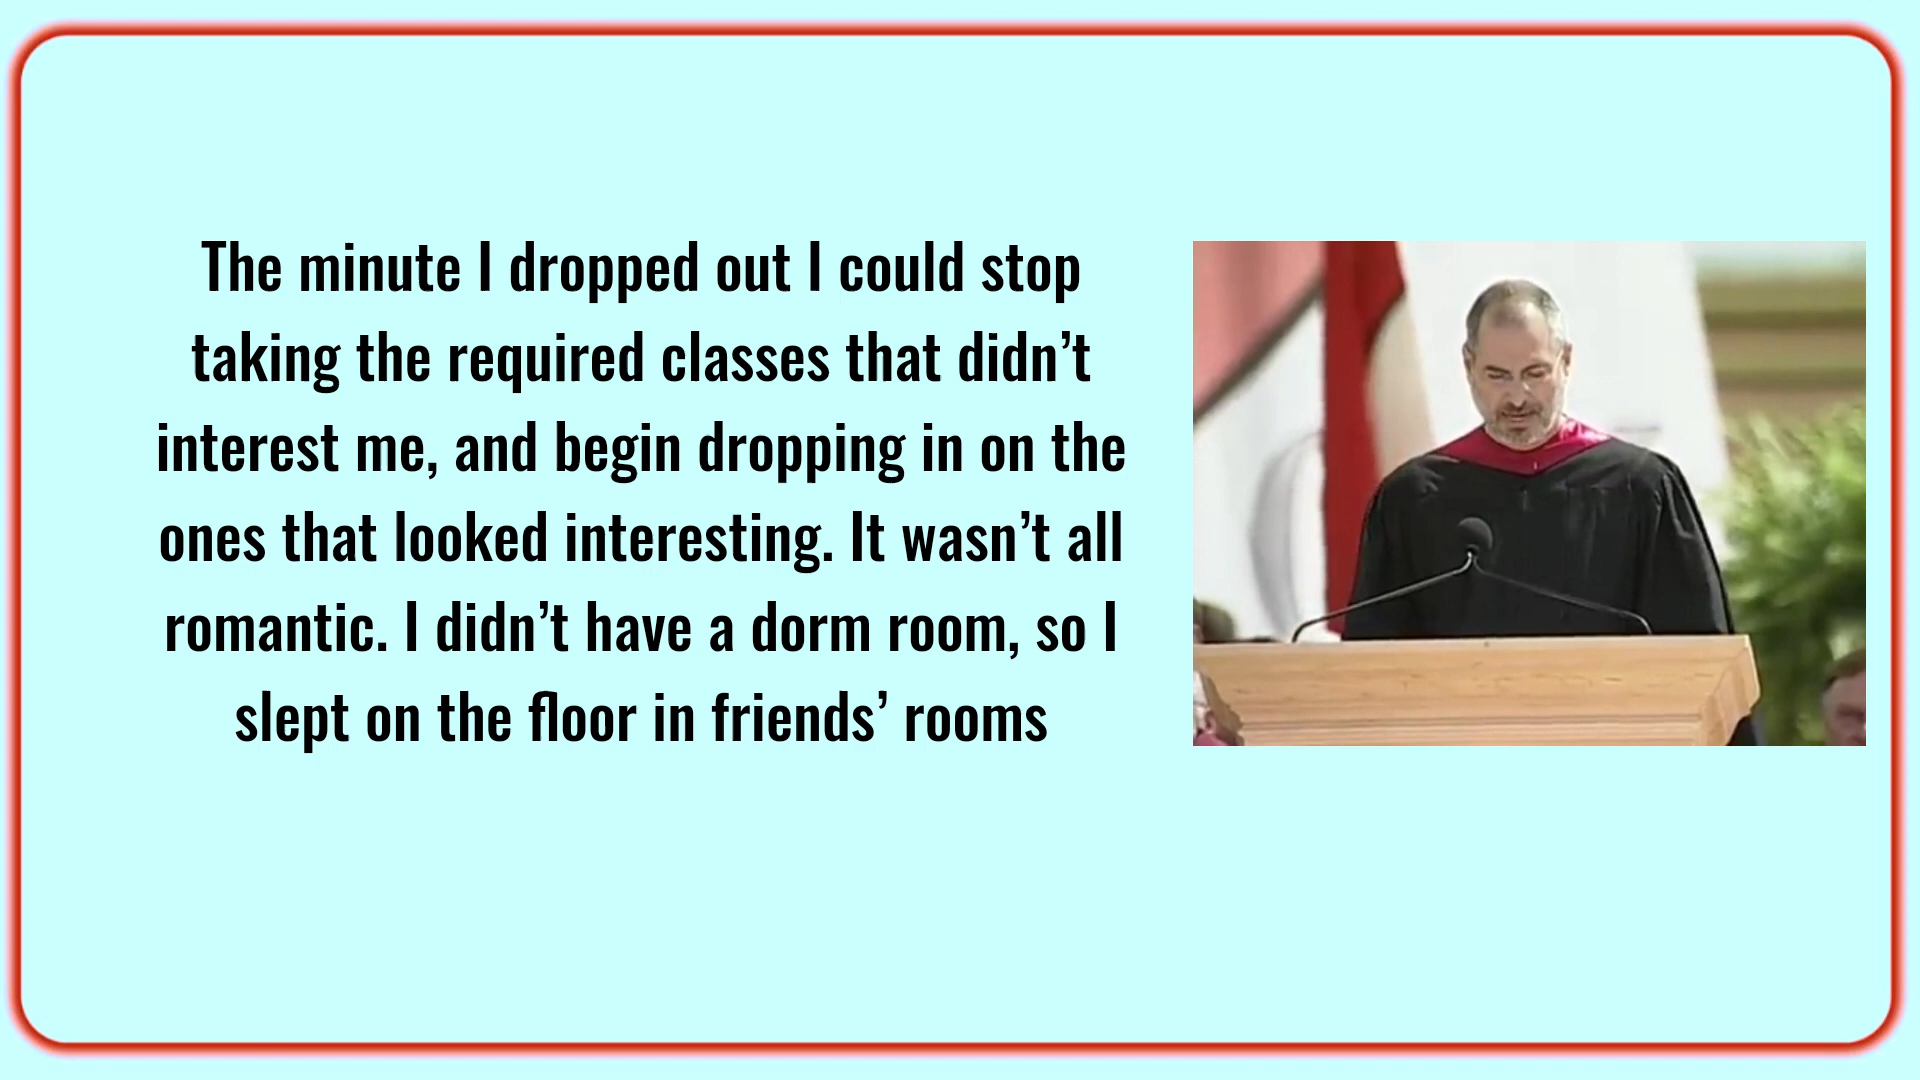 The minute I dropped out I could stop
taking the required classes that didn’t
interest me, and begin dropping in on the
ones that looked interesting. It wasn’t all
romantic. I didn’t have a dorm room, so I
slept on the floor in friends’ rooms